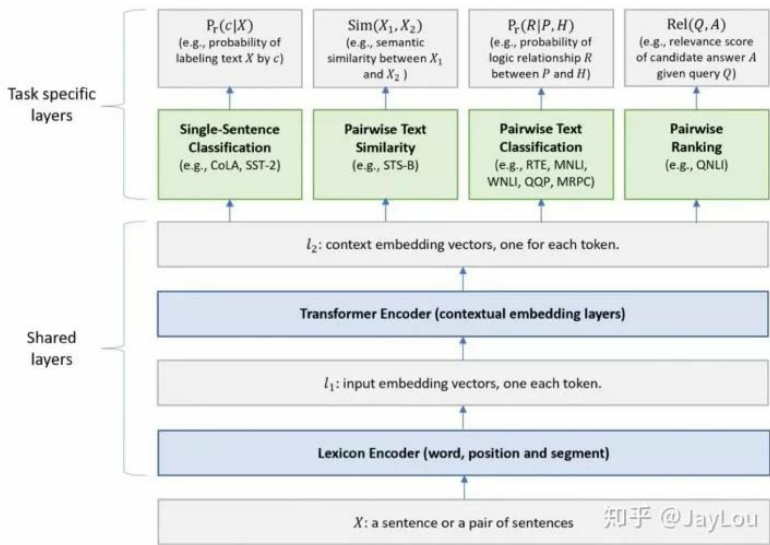 Pr(c|X)
(e.g., probability of
labeling text X by c)
Sim(X₁, X₂)
(e.g., semantic
similarity between X₁
and X₂ )
Pr(R|P, H)
(e.g., probability of
logic relationship R
between P and H)
Rel(Q, A)
(e.g., relevance score
of candidate answer A
given query Q)
Task specific
layers
Single-Sentence
Classification
(e.g., CoLA, SST-2)
Pairwise Text
Similarity
(e.g., STS-B)
Pairwise Text
Classification
(e.g., RTE, MNLI,
WNLI, QQP, MRPC)
Pairwise
Ranking
(e.g., QNLI)
l₂: context embedding vectors, one for each token.
Transformer Encoder (contextual embedding layers)
Shared
layers
l₁: input embedding vectors, one each token.
Lexicon Encoder (word, position and segment)
X: a sentence or a pair of sentences
知乎 @JayLou